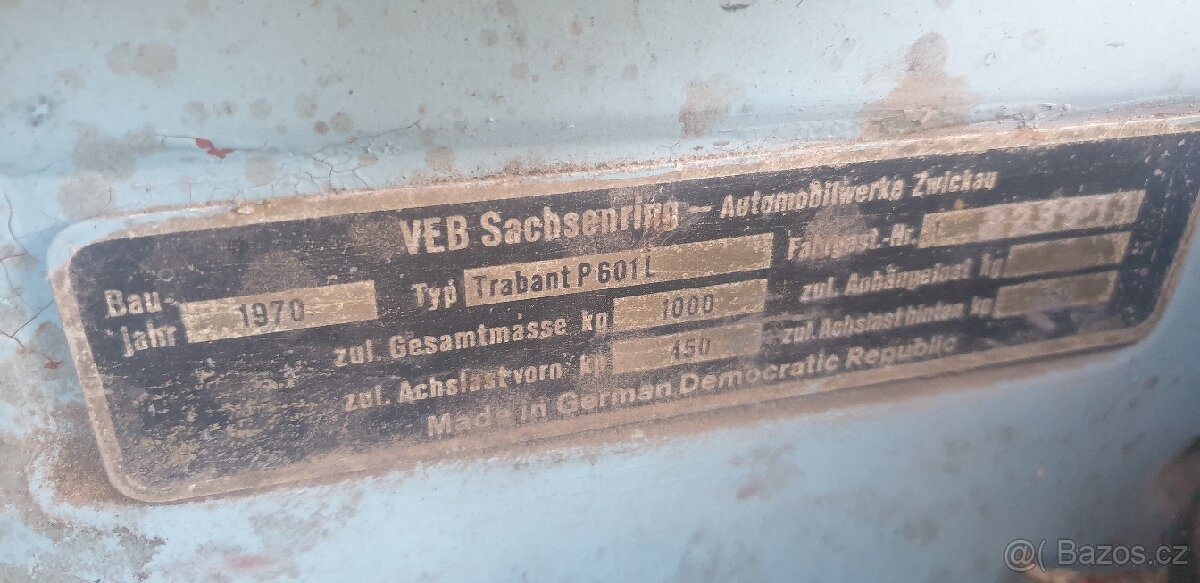 VEB Sachsenring - Automobilwerke Zwickau
Bau-
jahr 1970 Typ Trabant P 601 L Fahrgest.-Nr.
zul. Gesamtmasse kg 1000 zul. Anhängelast kg
zul. Achslast vorn kg 450 zul. Achslast hinten kg
Made in German Democratic Republic
@( Bazos.cz